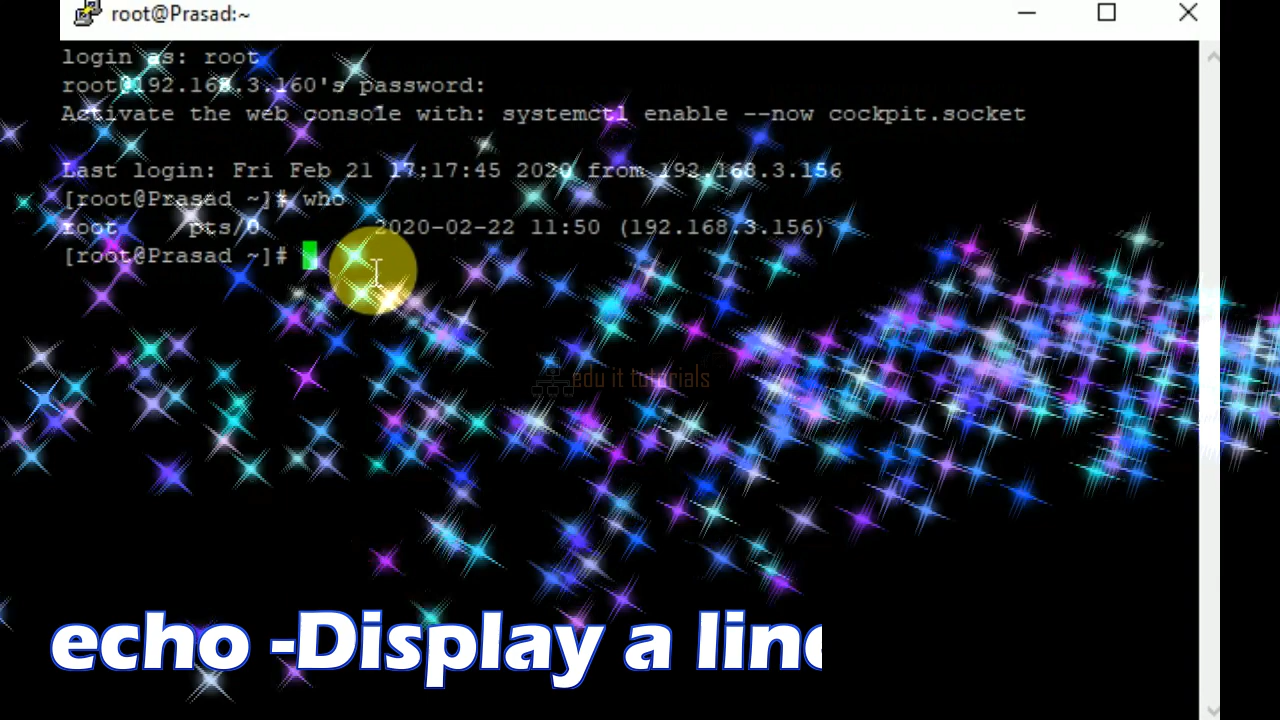 root@Prasad:~
login as: root
root@192.168.3.160's password:
Activate the web console with: systemctl enable --now cockpit.socket
Last login: Fri Feb 21 17:17:45 2020 from 192.168.3.156
[root@Prasad ~]# who
root pts/0 2020-02-22 11:50 (192.168.3.156)
[root@Prasad ~]#
edu it tutorials
echo -Display a line